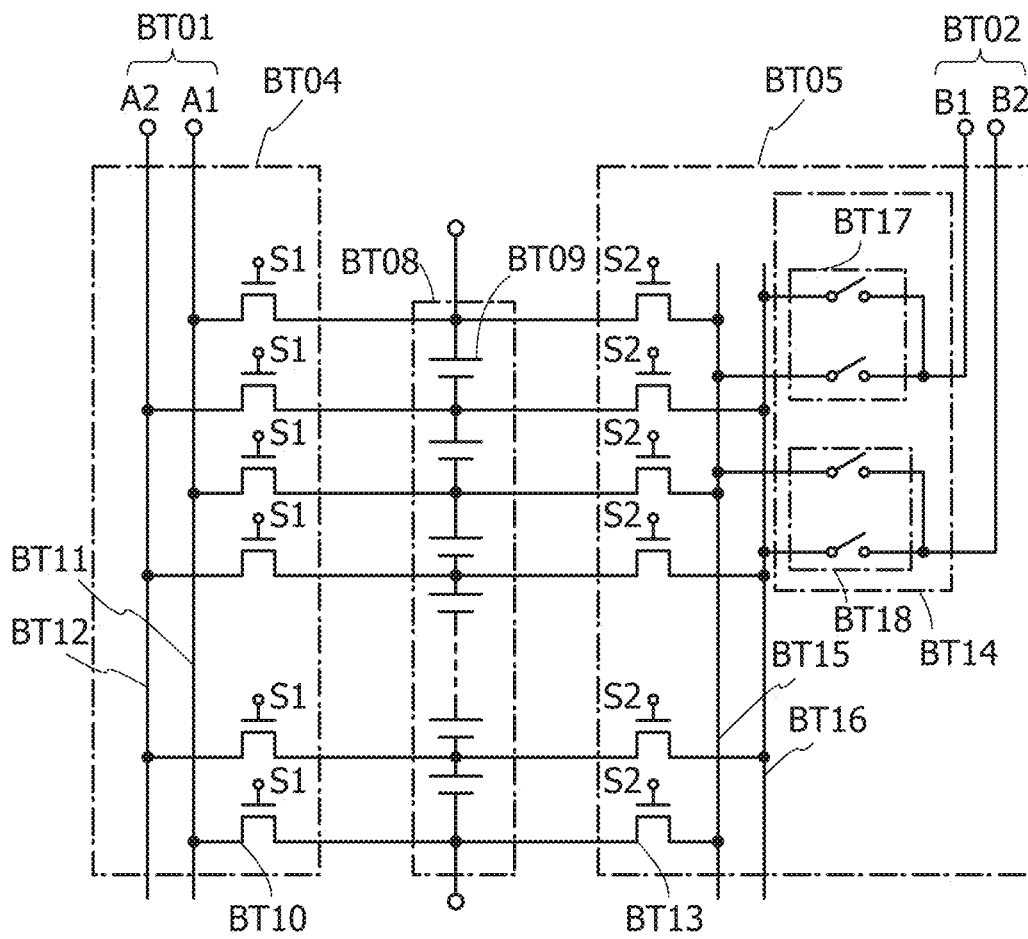 BT01
BT02
A2 A1
BT04
BT05
B1 B2
BT17
S1
BT08
BT09
S2
S1
S2
S1
S2
S1
S2
BT11
BT12
BT18
BT14
BT15
S1
S2
BT16
S1
S2
BT10
BT13